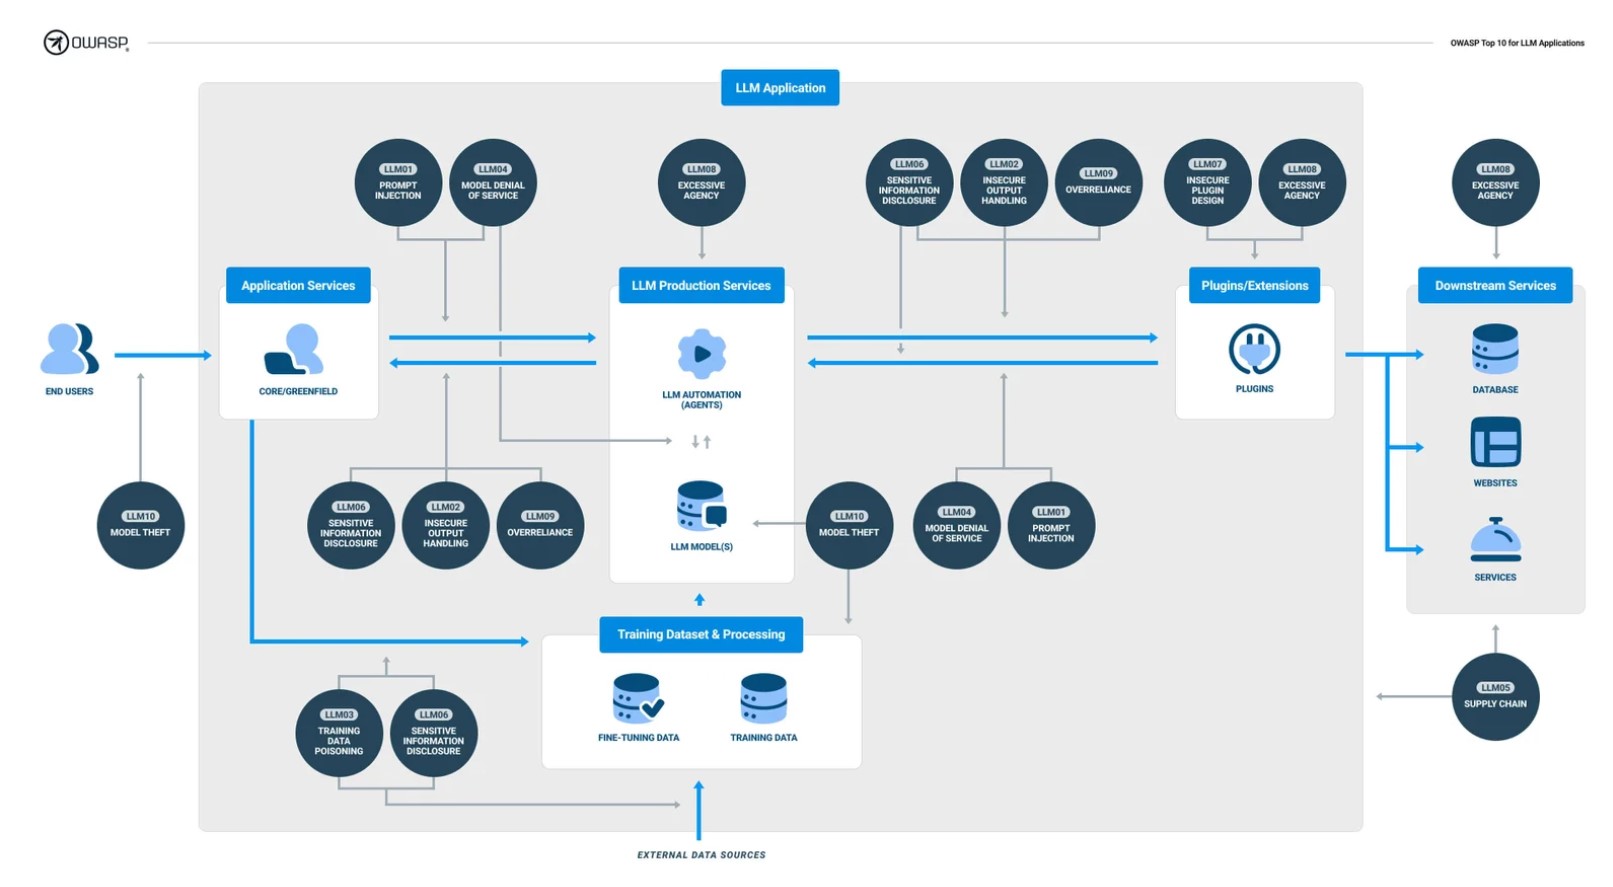 OWASP
OWASP Top 10 for LLM Applications
LLM Application
LLM01
PROMPT
INJECTION
LLM04
MODEL DENIAL
OF SERVICE
LLM08
EXCESSIVE
AGENCY
LLM06
SENSITIVE
INFORMATION
DISCLOSURE
LLM02
INSECURE
OUTPUT
HANDLING
LLM09
OVERRELIANCE
LLM07
INSECURE
PLUGIN
DESIGN
LLM08
EXCESSIVE
AGENCY
LLM08
EXCESSIVE
AGENCY
Application Services
LLM Production Services
Plugins/Extensions
Downstream Services
END USERS
CORE/GREENFIELD
LLM AUTOMATION
(AGENTS)
PLUGINS
DATABASE
WEBSITES
LLM10
MODEL THEFT
LLM06
SENSITIVE
INFORMATION
DISCLOSURE
LLM02
INSECURE
OUTPUT
HANDLING
LLM09
OVERRELIANCE
LLM MODEL(S)
LLM10
MODEL THEFT
LLM04
MODEL DENIAL
OF SERVICE
LLM01
PROMPT
INJECTION
SERVICES
Training Dataset & Processing
LLM03
TRAINING
DATA
POISONING
LLM06
SENSITIVE
INFORMATION
DISCLOSURE
FINE-TUNING DATA
TRAINING DATA
LLM05
SUPPLY CHAIN
EXTERNAL DATA SOURCES